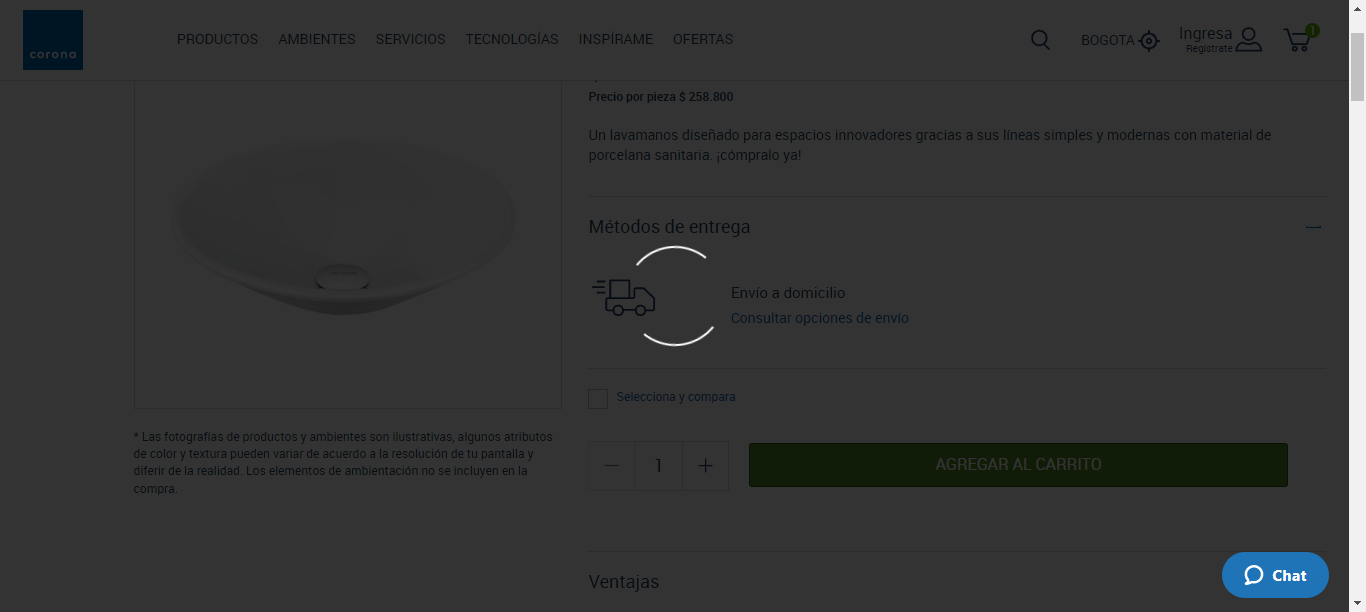 corona
PRODUCTOS
AMBIENTES
SERVICIOS
TECNOLOGÍAS
INSPÍRAME
OFERTAS
BOGOTA
Ingresa
Regístrate
1
Precio por pieza $ 258.800
Un lavamanos diseñado para espacios innovadores gracias a sus líneas simples y modernas con material de
porcelana sanitaria. ¡cómpralo ya!
Métodos de entrega
Envío a domicilio
Consultar opciones de envío
Selecciona y compara
* Las fotografías de productos y ambientes son ilustrativas, algunos atributos
de color y textura pueden variar de acuerdo a la resolución de tu pantalla y
diferir de la realidad. Los elementos de ambientación no se incluyen en la
compra.
1
AGREGAR AL CARRITO
Ventajas
Chat